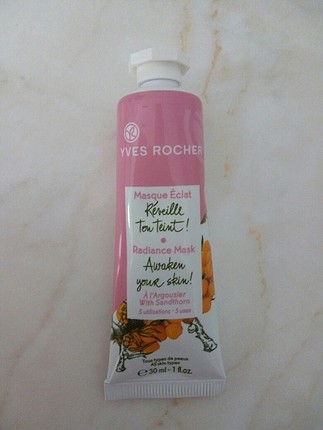 YVES ROCHER
Masque Éclat
Réveille
ton teint!
Radiance Mask
Awaken
your skin!
À l'Argousier
With Sandthorn
5 utilisations • 5 uses
Tous types de peaux
All skin types
℮ 30 ml - 1 fl.oz.